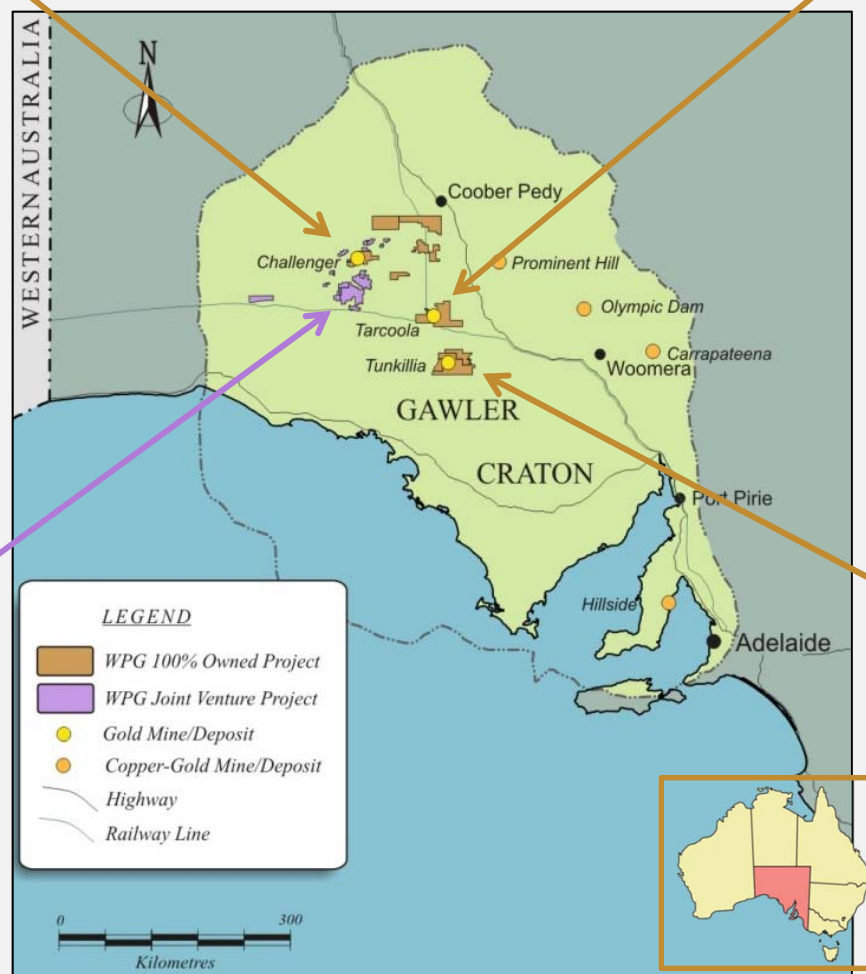 WESTERN AUSTRALIA
N
Coober Pedy
Challenger
Prominent Hill
Olympic Dam
Tarcoola
Carrapateena
Woomera
Tunkillia
GAWLER
CRATON
Port Pirie
Hillside
Adelaide
LEGEND
WPG 100% Owned Project
WPG Joint Venture Project
Gold Mine/Deposit
Copper-Gold Mine/Deposit
Highway
Railway Line
0 300
Kilometres